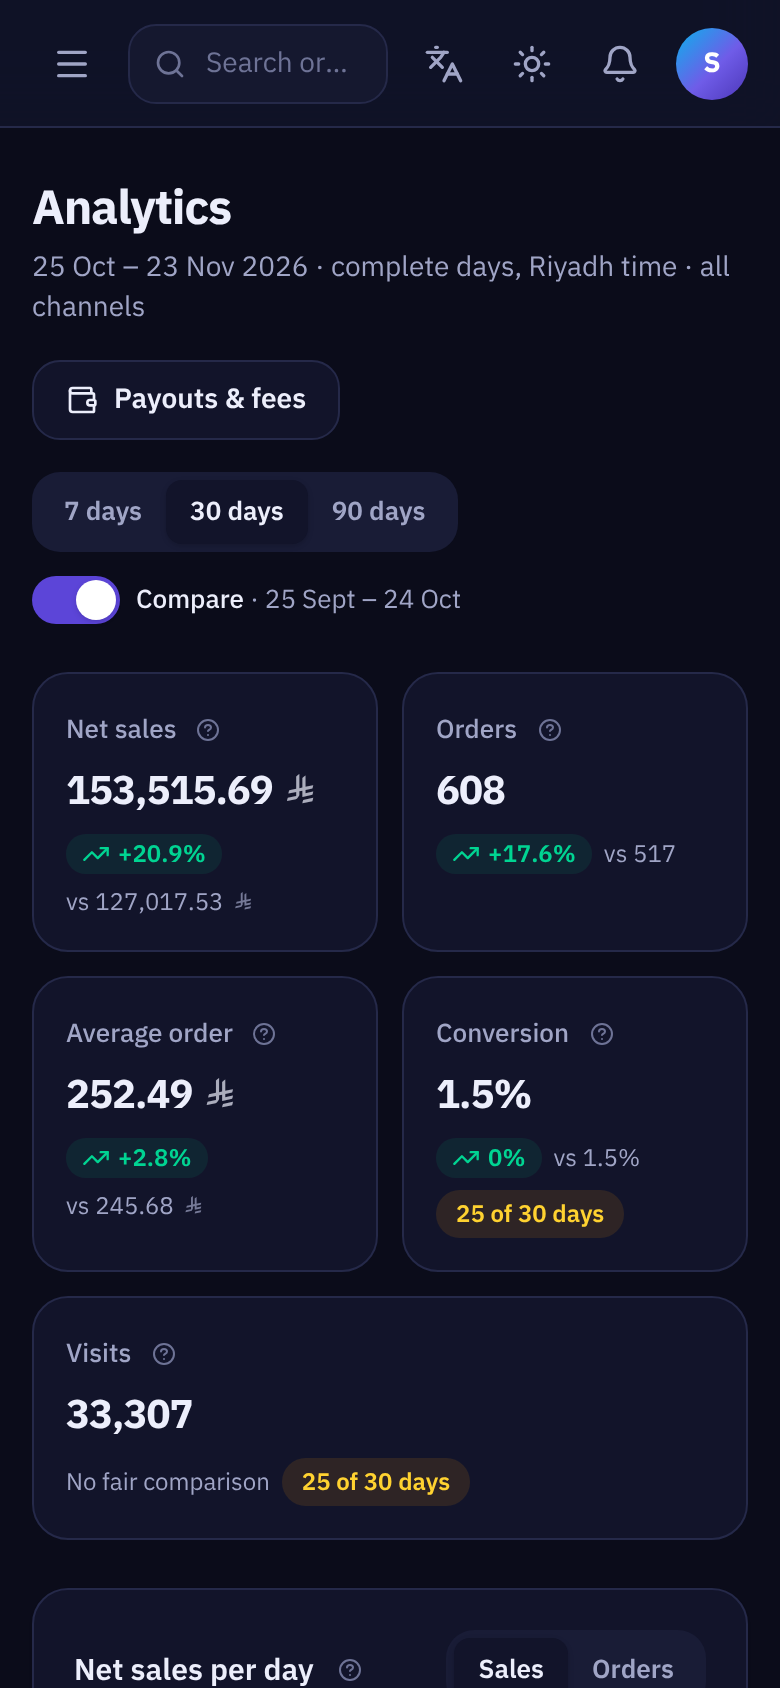 Search or...
S
Analytics
25 Oct – 23 Nov 2026 · complete days, Riyadh time · all
channels
Payouts & fees
7 days 30 days 90 days
Compare · 25 Sept – 24 Oct
Net sales
153,515.69
+20.9%
vs 127,017.53
Orders
608
+17.6% vs 517
Average order
252.49
+2.8%
vs 245.68
Conversion
1.5%
0% vs 1.5%
25 of 30 days
Visits
33,307
No fair comparison 25 of 30 days
Net sales per day Sales Orders